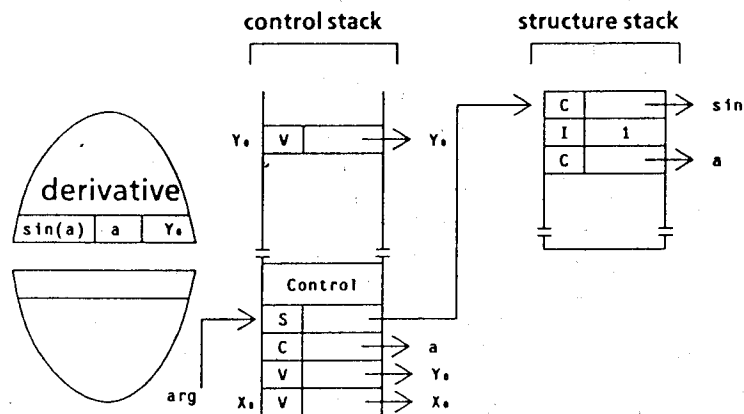 control stack
structure stack
C sin
I 1
C a
Y₀ V Y₀
derivative
sin(a) a Y₀
Control
S
C a
V Y₀
arg
X₀ V X₀